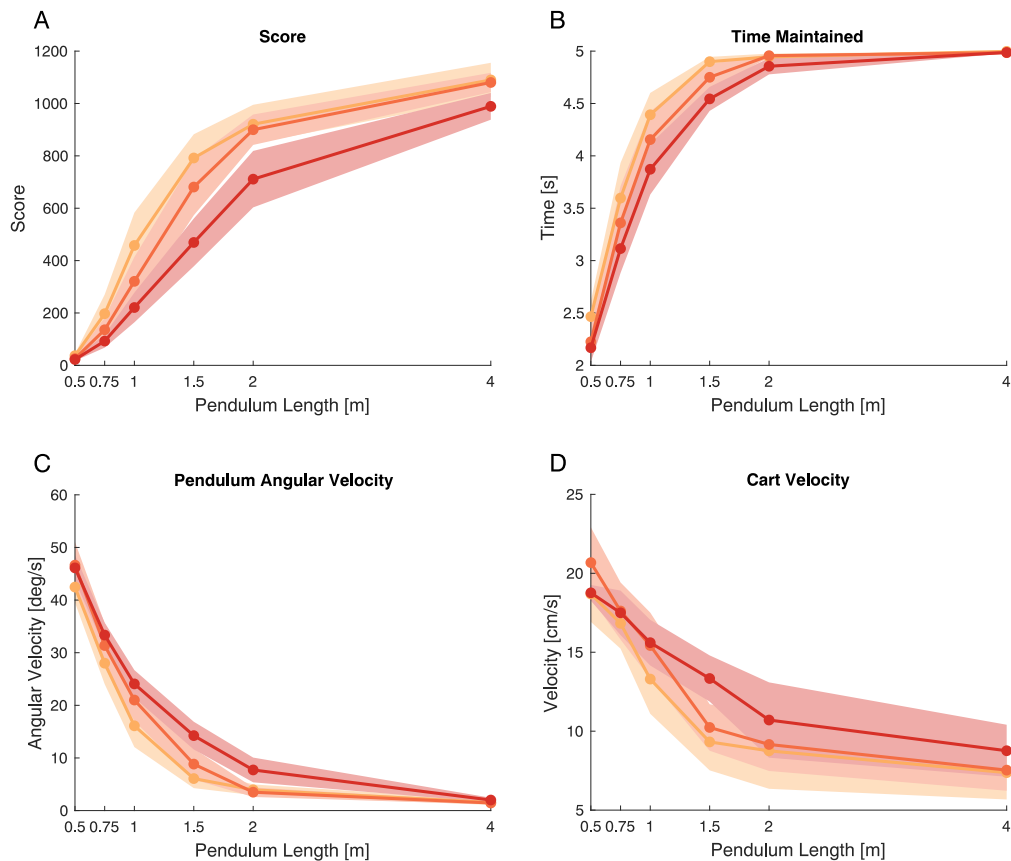 A
Score
1200
1000
800
600
400
200
0
Score
0.5 0.75 1 1.5 2 4
Pendulum Length [m]
B
Time Maintained
5
4.5
4
3.5
3
2.5
2
Time [s]
0.5 0.75 1 1.5 2 4
Pendulum Length [m]
C
Pendulum Angular Velocity
60
50
40
30
20
10
0
Angular Velocity [deg/s]
0.5 0.75 1 1.5 2 4
Pendulum Length [m]
D
Cart Velocity
25
20
15
10
5
Velocity [cm/s]
0.5 0.75 1 1.5 2 4
Pendulum Length [m]